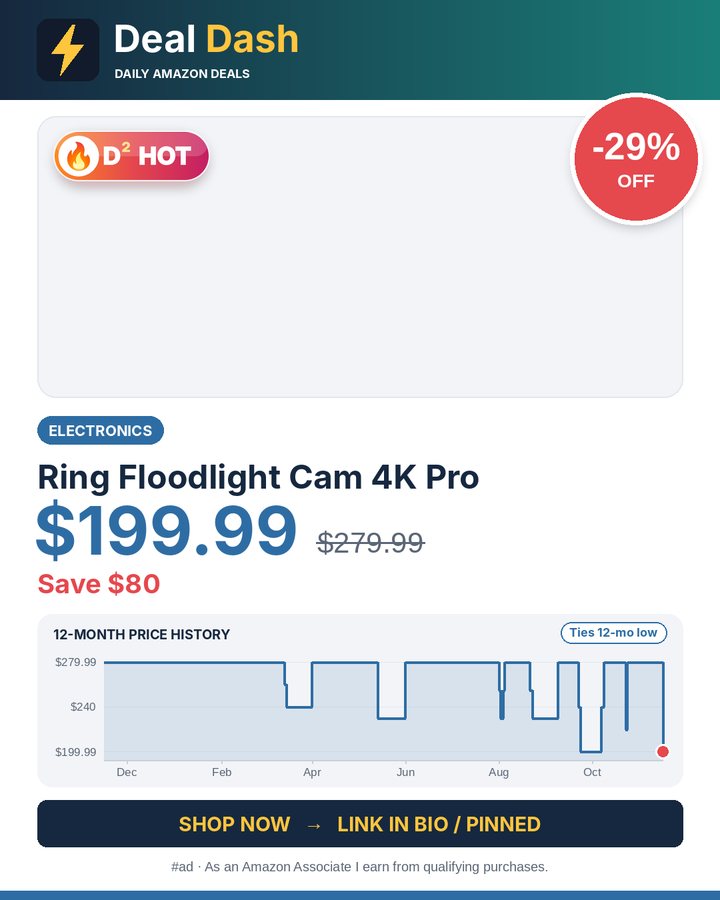 Deal Dash
DAILY AMAZON DEALS
D² HOT
-29%
OFF
ELECTRONICS
Ring Floodlight Cam 4K Pro
$199.99 $279.99
Save $80
12-MONTH PRICE HISTORY
Ties 12-mo low
$279.99
$240
$199.99
Dec Feb Apr Jun Aug Oct
SHOP NOW → LINK IN BIO / PINNED
#ad · As an Amazon Associate I earn from qualifying purchases.